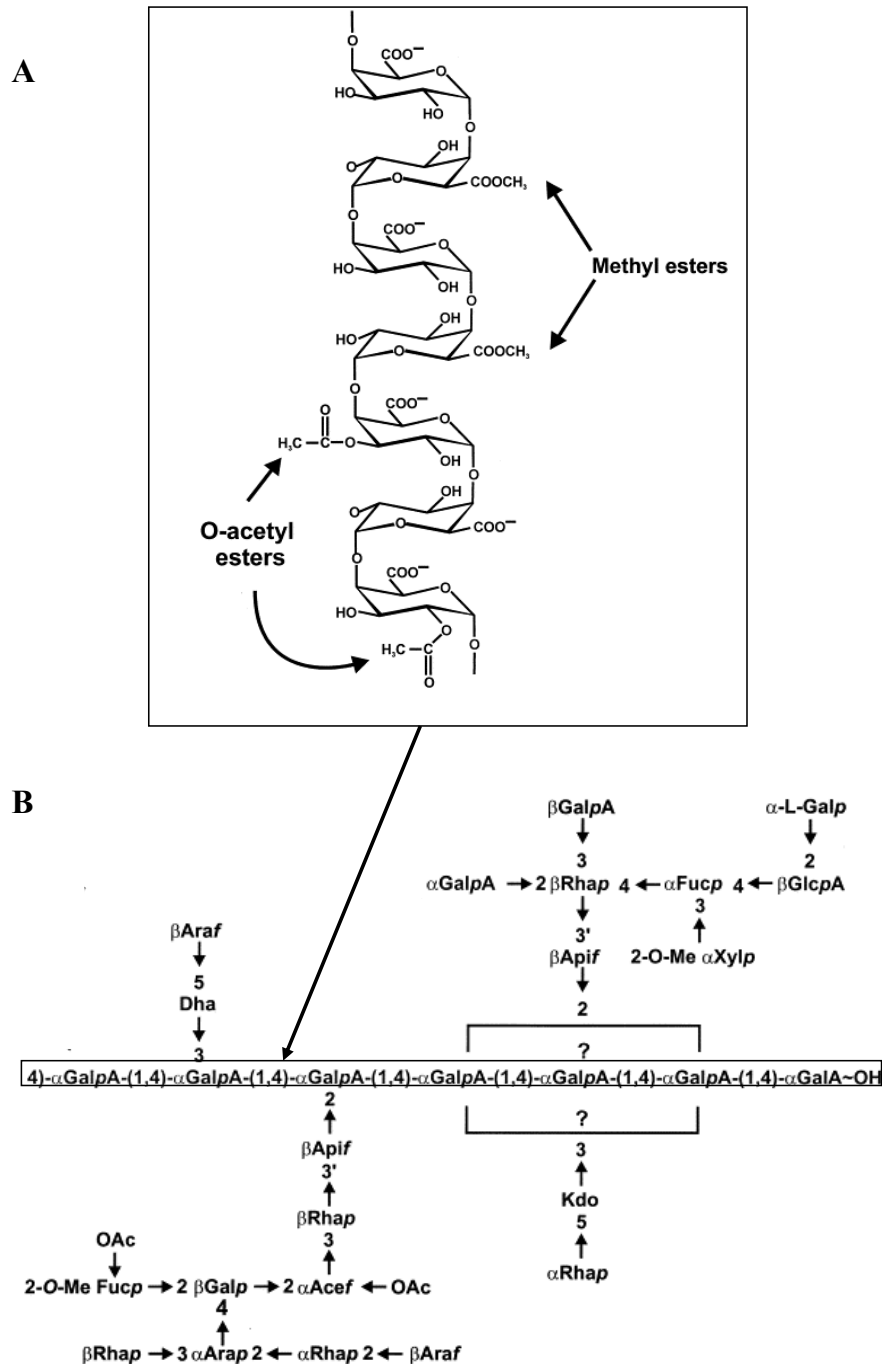 A
COO⁻
O
O
HO
HO
O
OH
O
O
COOCH₃
O
COO⁻
O
HO
OH
O
Methyl esters
OH
HO
O
COOCH₃
O
COO⁻
O
O
H₃C C O
OH
O
O-acetyl
esters
OH
O
O
COO⁻
O
COO⁻
O
HO
O
O
H₃C C
O
B
βGalpA
α-L-Galp
3
2
αGalpA 2 βRhap 4 αFucp 4 βGlcpA
3
3'
βApif
2-O-Me αXylp
2
βAraf
5
Dha
3
?
4)-αGalpA-(1,4)-αGalpA-(1,4)-αGalpA-(1,4)-αGalpA-(1,4)-αGalpA-(1,4)-αGalpA-(1,4)-αGalA~OH
2
βApif
3'
βRhap
3
?
3
Kdo
5
αRhap
OAc
2-O-Me Fucp 2 βGalp 2 αAcef OAc
4
βRhap 3 αArap 2 αRhap 2 βAraf